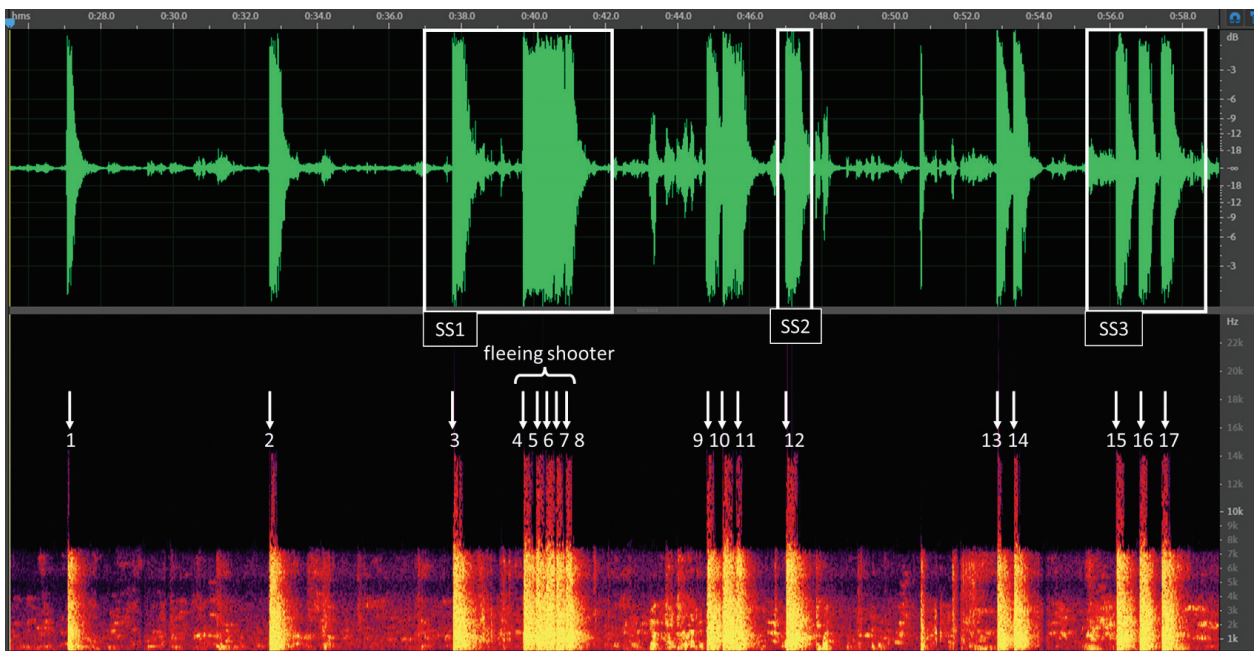 hms 0:28.0 0:30.0 0:32.0 0:34.0 0:36.0 0:38.0 0:40.0 0:42.0 0:44.0 0:46.0 0:48.0 0:50.0 0:52.0 0:54.0 0:56.0 0:58.0
dB
-3
-6
-9
-12
-18
-∞
-18
-12
-9
-6
-3
SS1 SS2 SS3
Hz
22k
20k
18k
16k
14k
12k
10k
9k
8k
7k
6k
5k
4k
3k
2k
1k
fleeing shooter
1 2 3 4 5 6 7 8 9 10 11 12 13 14 15 16 17